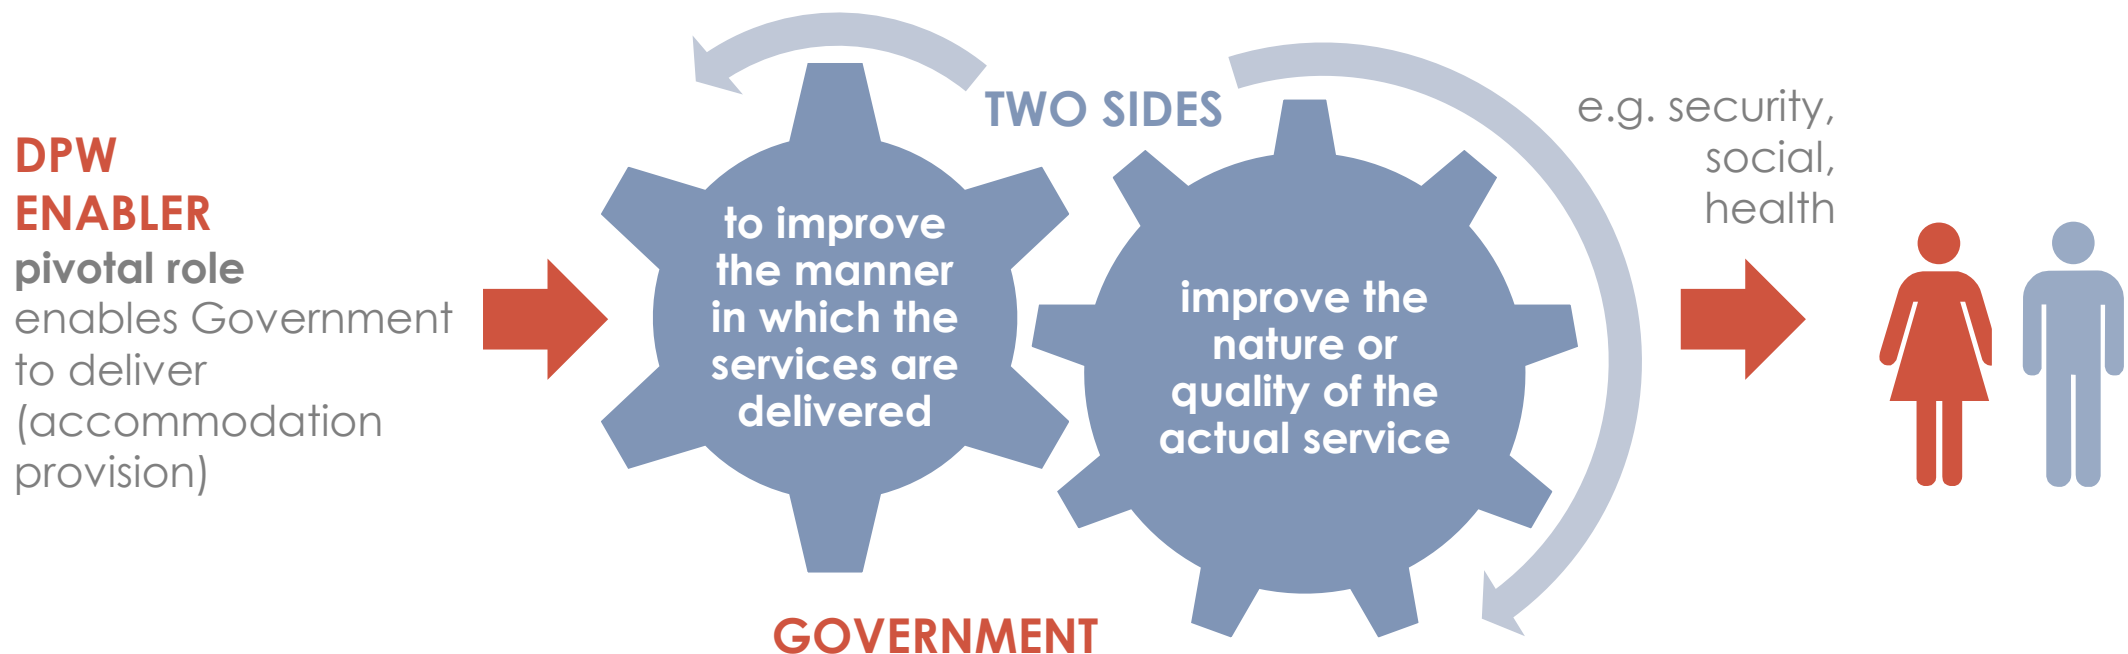 DPW
ENABLER
pivotal role
enables Government
to deliver
(accommodation
provision)
TWO SIDES
to improve
the manner
in which the
services are
delivered
improve the
nature or
quality of the
actual service
GOVERNMENT
e.g. security,
social,
health